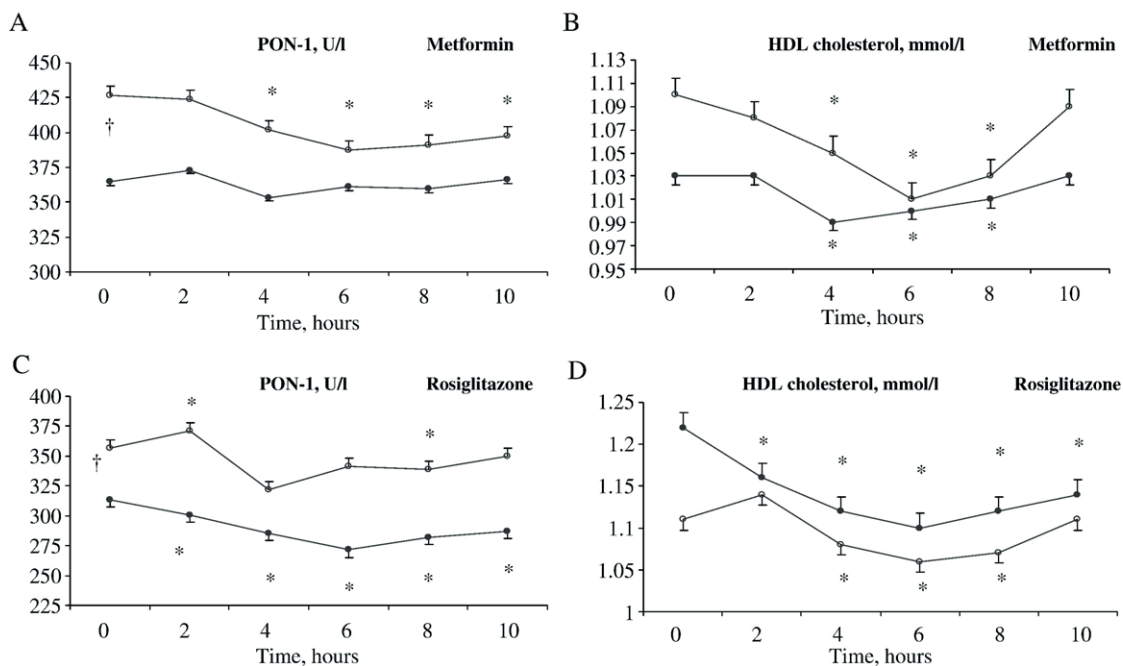 A
PON-1, U/l Metformin
450
425
*
*
*
*
400
†
375
350
325
300
0 2 4 6 8 10
Time, hours
B
HDL cholesterol, mmol/l Metformin
1.13
1.11
1.09
*
1.07
*
1.05
*
1.03
1.01
0.99
* * *
0.97
0.95
0 2 4 6 8 10
Time, hours
C
PON-1, U/l Rosiglitazone
400
375
* *
350
†
325
300
275
*
250
* * * *
225
0 2 4 6 8 10
Time, hours
D
HDL cholesterol, mmol/l Rosiglitazone
1.25
1.2
* * * * *
1.15
1.1
1.05
* * *
1
0 2 4 6 8 10
Time, hours